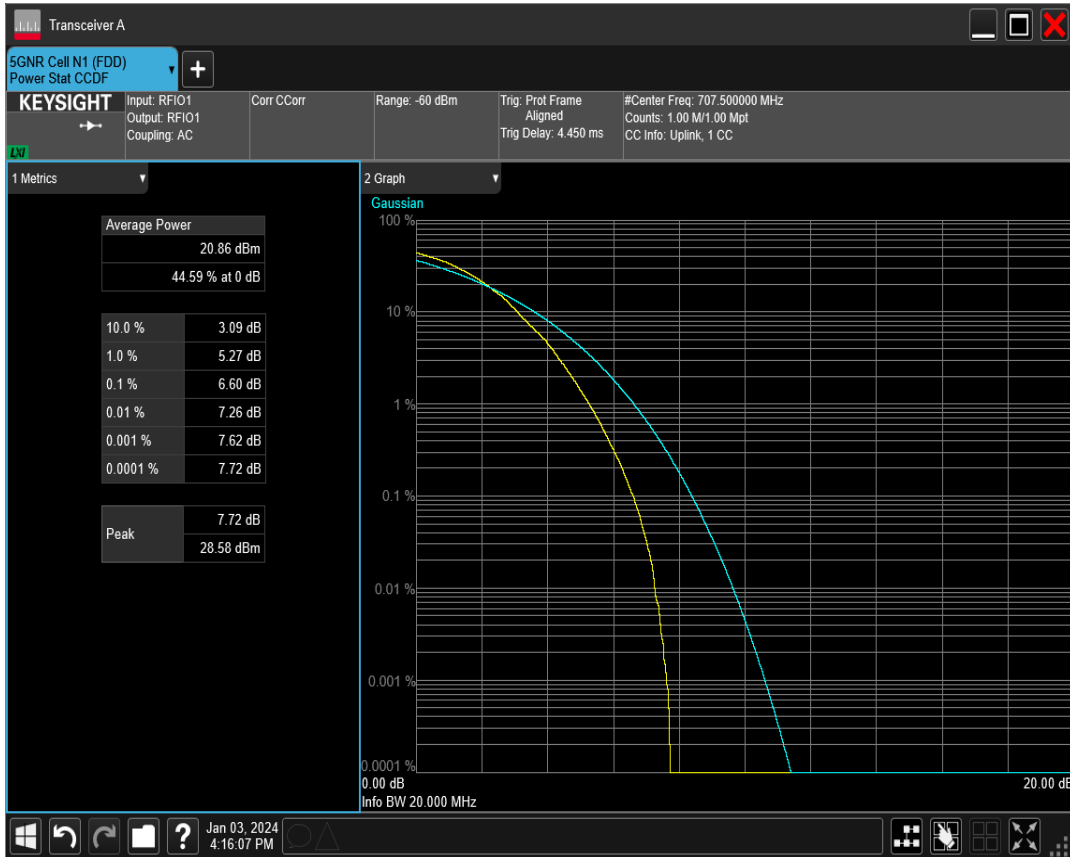 Transceiver A
5GNR Cell N1 (FDD)
Power Stat CCDF
+
KEYSIGHT
LXI
Input: RFIO1
Output: RFIO1
Coupling: AC
Corr CCorr
Range: -60 dBm
Trig: Prot Frame
Aligned
Trig Delay: 4.450 ms
#Center Freq: 707.500000 MHz
Counts: 1.00 M/1.00 Mpt
CC Info: Uplink, 1 CC
1 Metrics
Average Power
20.86 dBm
44.59 % at 0 dB
10.0 % 3.09 dB
1.0 % 5.27 dB
0.1 % 6.60 dB
0.01 % 7.26 dB
0.001 % 7.62 dB
0.0001 % 7.72 dB
Peak
7.72 dB
28.58 dBm
2 Graph
Gaussian
100 %
10 %
1 %
0.1 %
0.01 %
0.001 %
0.0001 %
0.00 dB 20.00 dB
Info BW 20.000 MHz
?
Jan 03, 2024
4:16:07 PM